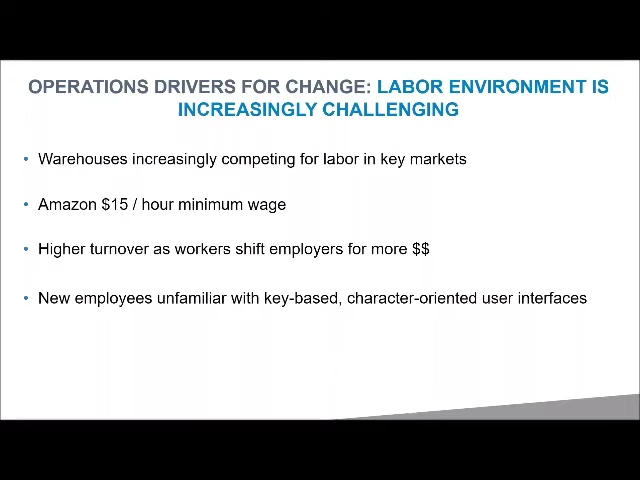 OPERATIONS DRIVERS FOR CHANGE: LABOR ENVIRONMENT IS
INCREASINGLY CHALLENGING
• Warehouses increasingly competing for labor in key markets
• Amazon $15 / hour minimum wage
• Higher turnover as workers shift employers for more $$
• New employees unfamiliar with key-based, character-oriented user interfaces